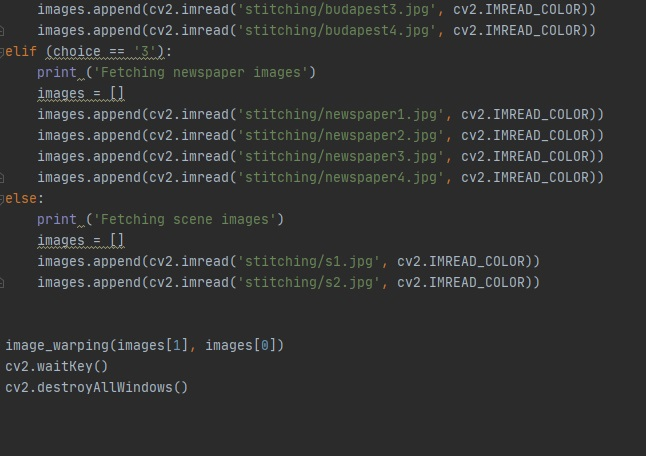 images.append(cv2.imread('stitching/budapest3.jpg', cv2.IMREAD_COLOR))
    images.append(cv2.imread('stitching/budapest4.jpg', cv2.IMREAD_COLOR))
elif (choice == '3'):
    print ('Fetching newspaper images')
    images = []
    images.append(cv2.imread('stitching/newspaper1.jpg', cv2.IMREAD_COLOR))
    images.append(cv2.imread('stitching/newspaper2.jpg', cv2.IMREAD_COLOR))
    images.append(cv2.imread('stitching/newspaper3.jpg', cv2.IMREAD_COLOR))
    images.append(cv2.imread('stitching/newspaper4.jpg', cv2.IMREAD_COLOR))
else:
    print ('Fetching scene images')
    images = []
    images.append(cv2.imread('stitching/s1.jpg', cv2.IMREAD_COLOR))
    images.append(cv2.imread('stitching/s2.jpg', cv2.IMREAD_COLOR))
image_warping(images[1], images[0])
cv2.waitKey()
cv2.destroyAllWindows()